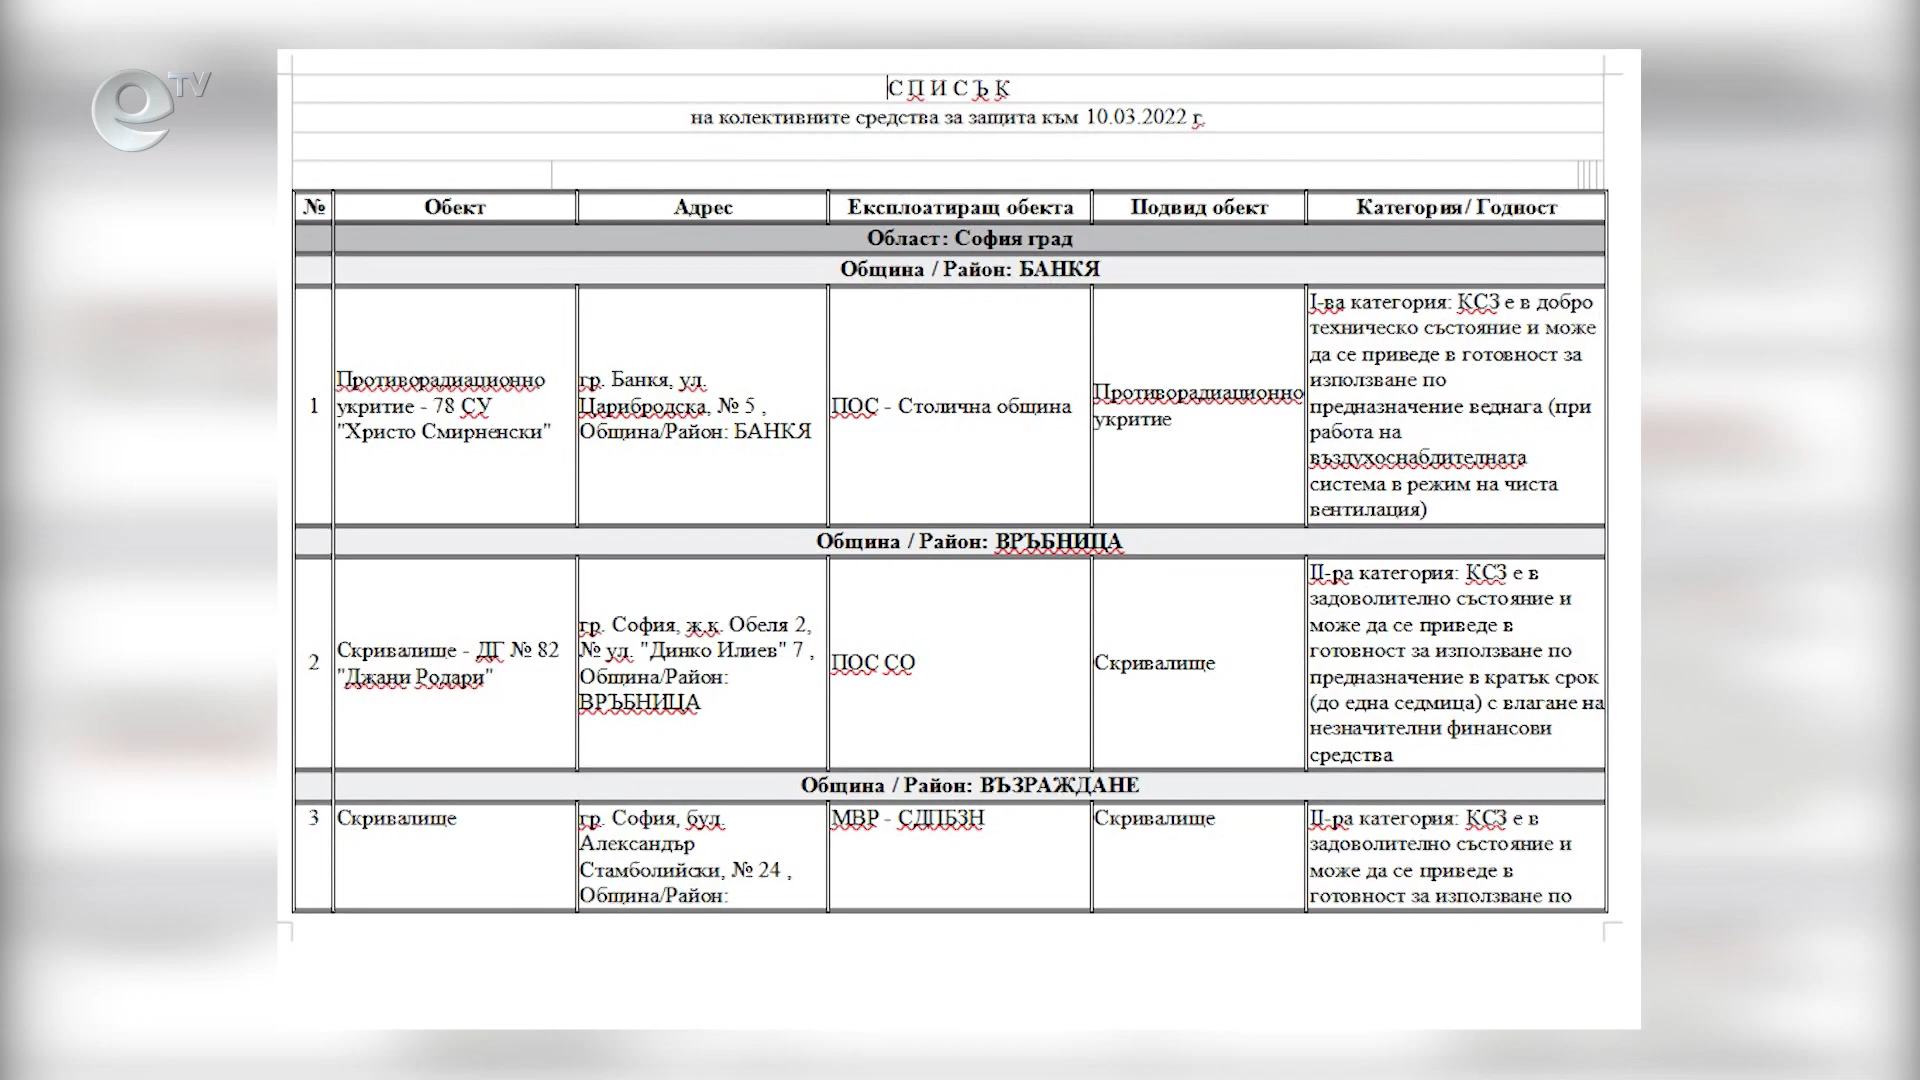 e TV
С П И С Ъ К
на колективните средства за защита към 10.03.2022 г.
№ Обект Адрес Експлоатиращ обекта Подвид обект Категория/ Годност
Област: София град
Община / Район: БАНКЯ
1
Противорадиационно
укритие - 78 СУ
"Христо Смирненски"
гр. Банкя, ул.
Царибродска, № 5 ,
Община/Район: БАНКЯ
ПОС - Столична община
Противорадиационно
укритие
I-ва категория: КСЗ е в добро
техническо състояние и може
да се приведе в готовност за
използване по
предназначение веднага (при
работа на
въздухоснабдителната
система в режим на чиста
вентилация)
Община / Район: ВРЪБНИЦА
2
Скривалище - ДГ № 82
"Джани Родари"
гр. София, ж.к. Обеля 2,
№ ул. "Динко Илиев" 7 ,
Община/Район:
ВРЪБНИЦА
ПОС СО
Скривалище
II-ра категория: КСЗ е в
задоволително състояние и
може да се приведе в
готовност за използване по
предназначение в кратък срок
(до една седмица) с влагане на
незначителни финансови
средства
Община / Район: ВЪЗРАЖДАНЕ
3
Скривалище
гр. София, бул.
Александър
Стамболийски, № 24 ,
Община/Район:
МВР - СДПБЗН
Скривалище
II-ра категория: КСЗ е в
задоволително състояние и
може да се приведе в
готовност за използване по